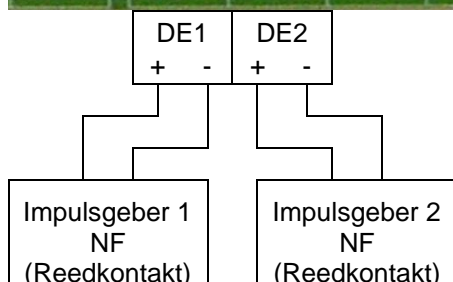 DE1 DE2
+ - + -
Impulsgeber 1 Impulsgeber 2
NF NF
(Reedkontakt) (Reedkontakt)